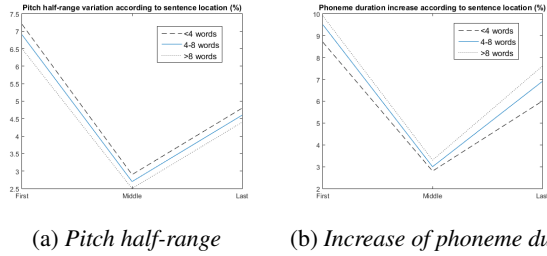 Pitch half-range variation according to sentence location (%)
7.5
7
6.5
6
5.5
5
4.5
4
3.5
3
2.5
First
Middle
Last
<4 words
4-8 words
>8 words
Phoneme duration increase according to sentence location (%)
10
9
8
7
6
5
4
3
2
First
Middle
Last
<4 words
4-8 words
>8 words
(a) Pitch half-range
(b) Increase of phoneme du